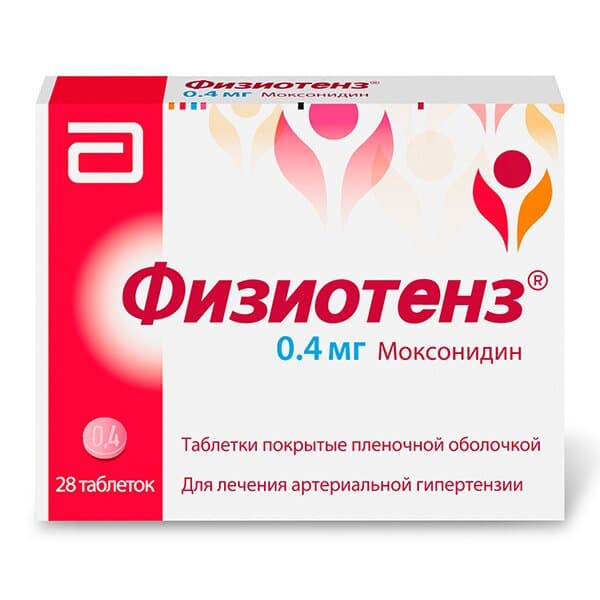 Физиотенз®
0.4 мг Моксонидин
Физиотенз®
0.4 мг Моксонидин
0.4
Таблетки покрытые пленочной оболочкой
28 таблеток
Для лечения артериальной гипертензии